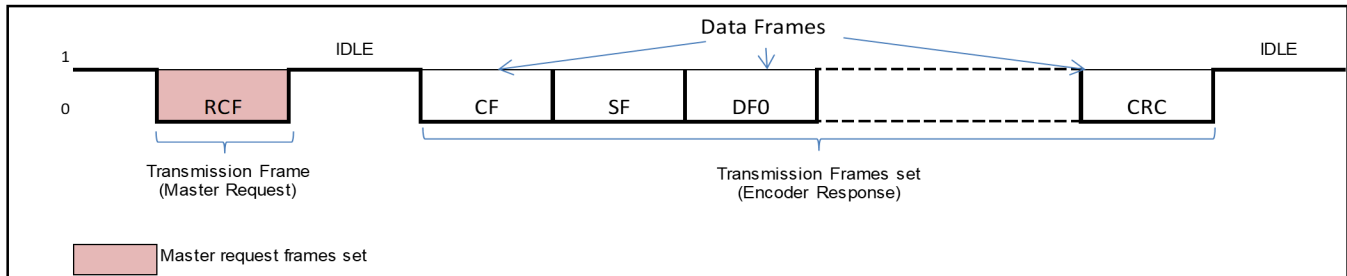 Data Frames
IDLE
IDLE
1
0
RCF
CF
SF
DF0
CRC
Transmission Frame
(Master Request)
Transmission Frames set
(Encoder Response)
Master request frames set